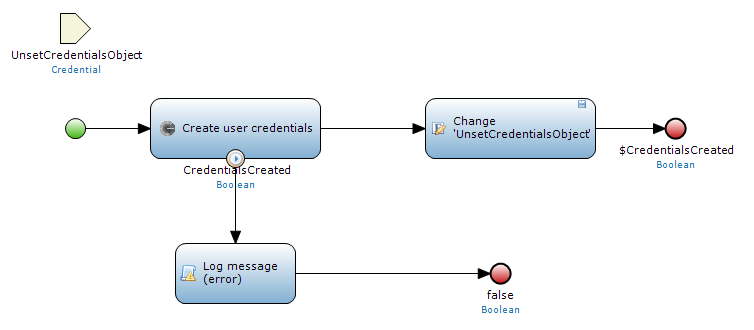 UnsetCredentialsObject
Credential
Create user credentials
Change
'UnsetCredentialsObject'
CredentialsCreated
Boolean
$CredentialsCreated
Boolean
Log message
(error)
false
Boolean